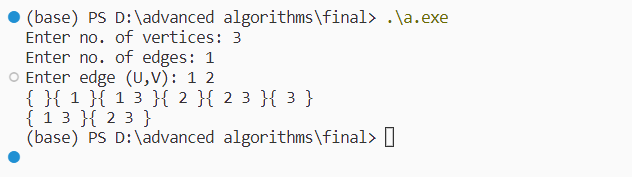 (base) PS D:\advanced algorithms\final> .\a.exe
Enter no. of vertices: 3
Enter no. of edges: 1
Enter edge (U,V): 1 2
{ }{ 1 }{ 1 3 }{ 2 }{ 2 3 }{ 3 }
{ 1 3 }{ 2 3 }
(base) PS D:\advanced algorithms\final>